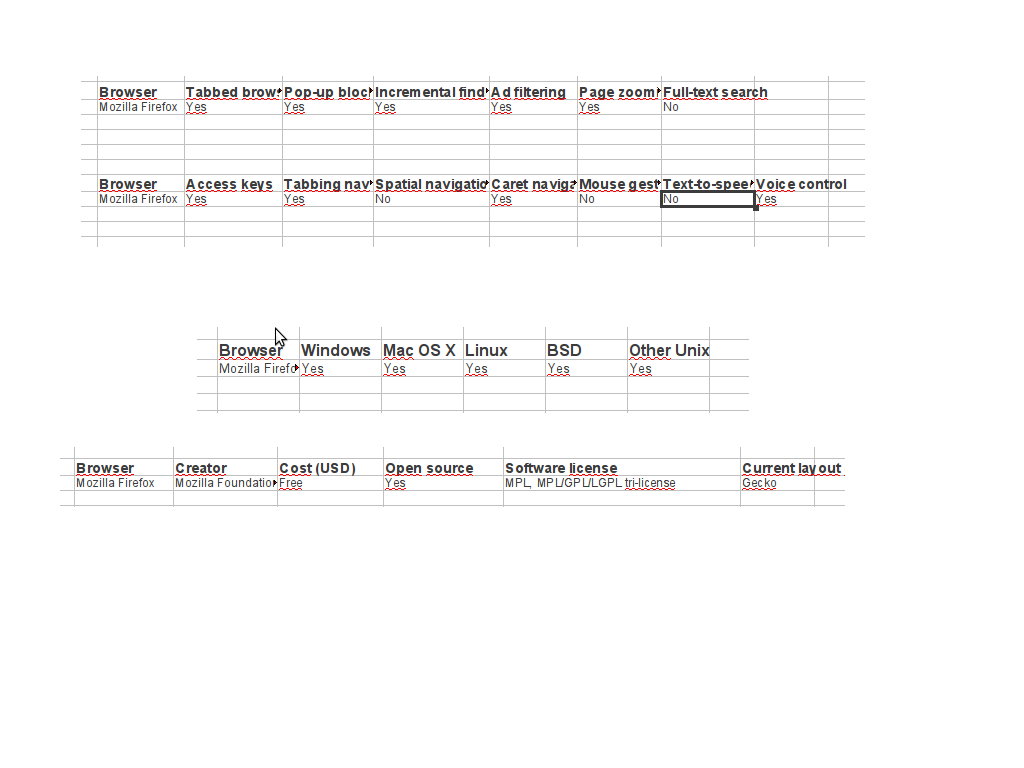 Browser Tabbed brow Pop-up bloc Incremental find Ad filtering Page zoom Full-text search
Mozilla Firefox Yes Yes Yes Yes Yes No
Browser Access keys Tabbing nav Spatial navigatio Caret naviga Mouse gest Text-to-spee Voice control
Mozilla Firefox Yes Yes No Yes No No Yes
Browser Windows Mac OS X Linux BSD Other Unix
Mozilla Firefo Yes Yes Yes Yes Yes
Browser Creator Cost (USD) Open source Software license Current layout
Mozilla Firefox Mozilla Foundatio Free Yes MPL, MPL/GPL/LGPL tri-license Gecko